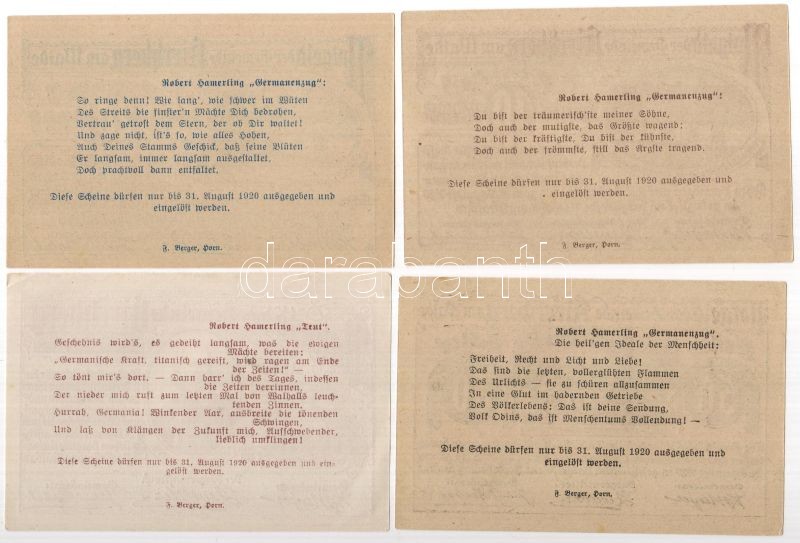 Robert Hamerling „Germanenzug“:
So ringe denn! Wie lang', wie schwer im Wüten
Des Streits die finster'n Mächte Dich bedrohen,
Vertrau' getrost dem Stern, der ob Dir waltet!
Und zage nicht, ist's so, wie alles Hohen,
Auch Deines Stamms Geschick, daß seine Blüten
Er langsam, immer langsam ausgestaltet,
Doch prachtvoll dann entfaltet.
Diese Scheine dürfen nur bis 31. August 1920 ausgegeben und
eingelöst werden.
F. Berger, Horn.
Robert Hamerling „Germanenzug“:
Du bist der träumerisch'ste meiner Söhne,
Doch auch der mutigste, das Größte wagend;
Du bist der kräftigste, Du bist der kühnste,
Doch auch der frömmste, still das Ärgste tragend.
Diese Scheine dürfen nur bis 31. August 1920 ausgegeben und
eingelöst werden.
F. Berger, Horn.
darabanth
Robert Hamerling „Teut“.
Geschehnis wird's, es gedeiht langsam, was die ewigen
Mächte bereiten:
„Germanische Kraft, titanisch gereift, wird ragen am Ende
der Zeiten!“ —
So tönt mir's dort. — Dann harr' ich des Tages, indessen
die Zeiten verrinnen,
Der nieder mich ruft zum letzten Mal von Walhalls leuch-
tenden Zinnen.
Hurrah, Germania! Winkender Aar, ausbreite die tönenden
Schwingen,
Und laß von Klängen der Zukunft mich, Aufschwebender,
lieblich umklingen!
Diese Scheine dürfen nur bis 31. August 1920 ausgegeben und ein-
gelöst werden.
F. Berger, Horn.
Robert Hamerling „Germanenzug“.
Die heil'gen Ideale der Menschheit:
Freiheit, Recht und Licht und Liebe!
Das sind die letzten, vollerglühten Flammen
Des Urlichts — sie zu schüren allzusammen
In eine Glut im hadernden Getriebe
Des Völkerlebens: Das ist deine Sendung,
Volk Odins, das ist Menschentums Vollendung! —
Diese Scheine dürfen nur bis 31. August 1920 ausgegeben und
eingelöst werden.
F. Berger, Horn.